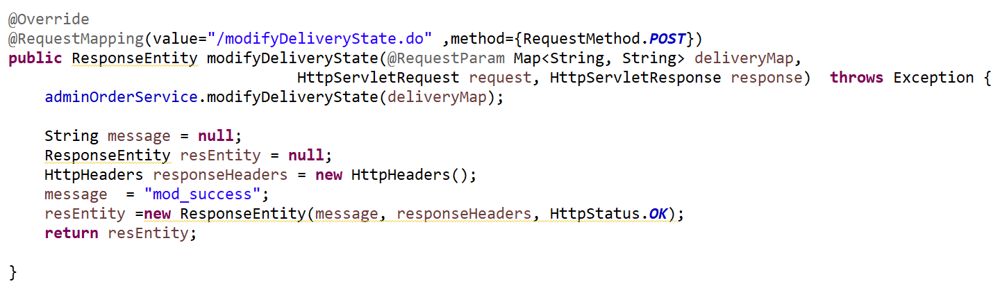 @Override
@RequestMapping(value="/modifyDeliveryState.do" ,method={RequestMethod.POST})
public ResponseEntity modifyDeliveryState(@RequestParam Map<String, String> deliveryMap,
HttpServletRequest request, HttpServletResponse response)  throws Exception {
adminOrderService.modifyDeliveryState(deliveryMap);
String message = null;
ResponseEntity resEntity = null;
HttpHeaders responseHeaders = new HttpHeaders();
message  = "mod_success";
resEntity =new ResponseEntity(message, responseHeaders, HttpStatus.OK);
return resEntity;
}